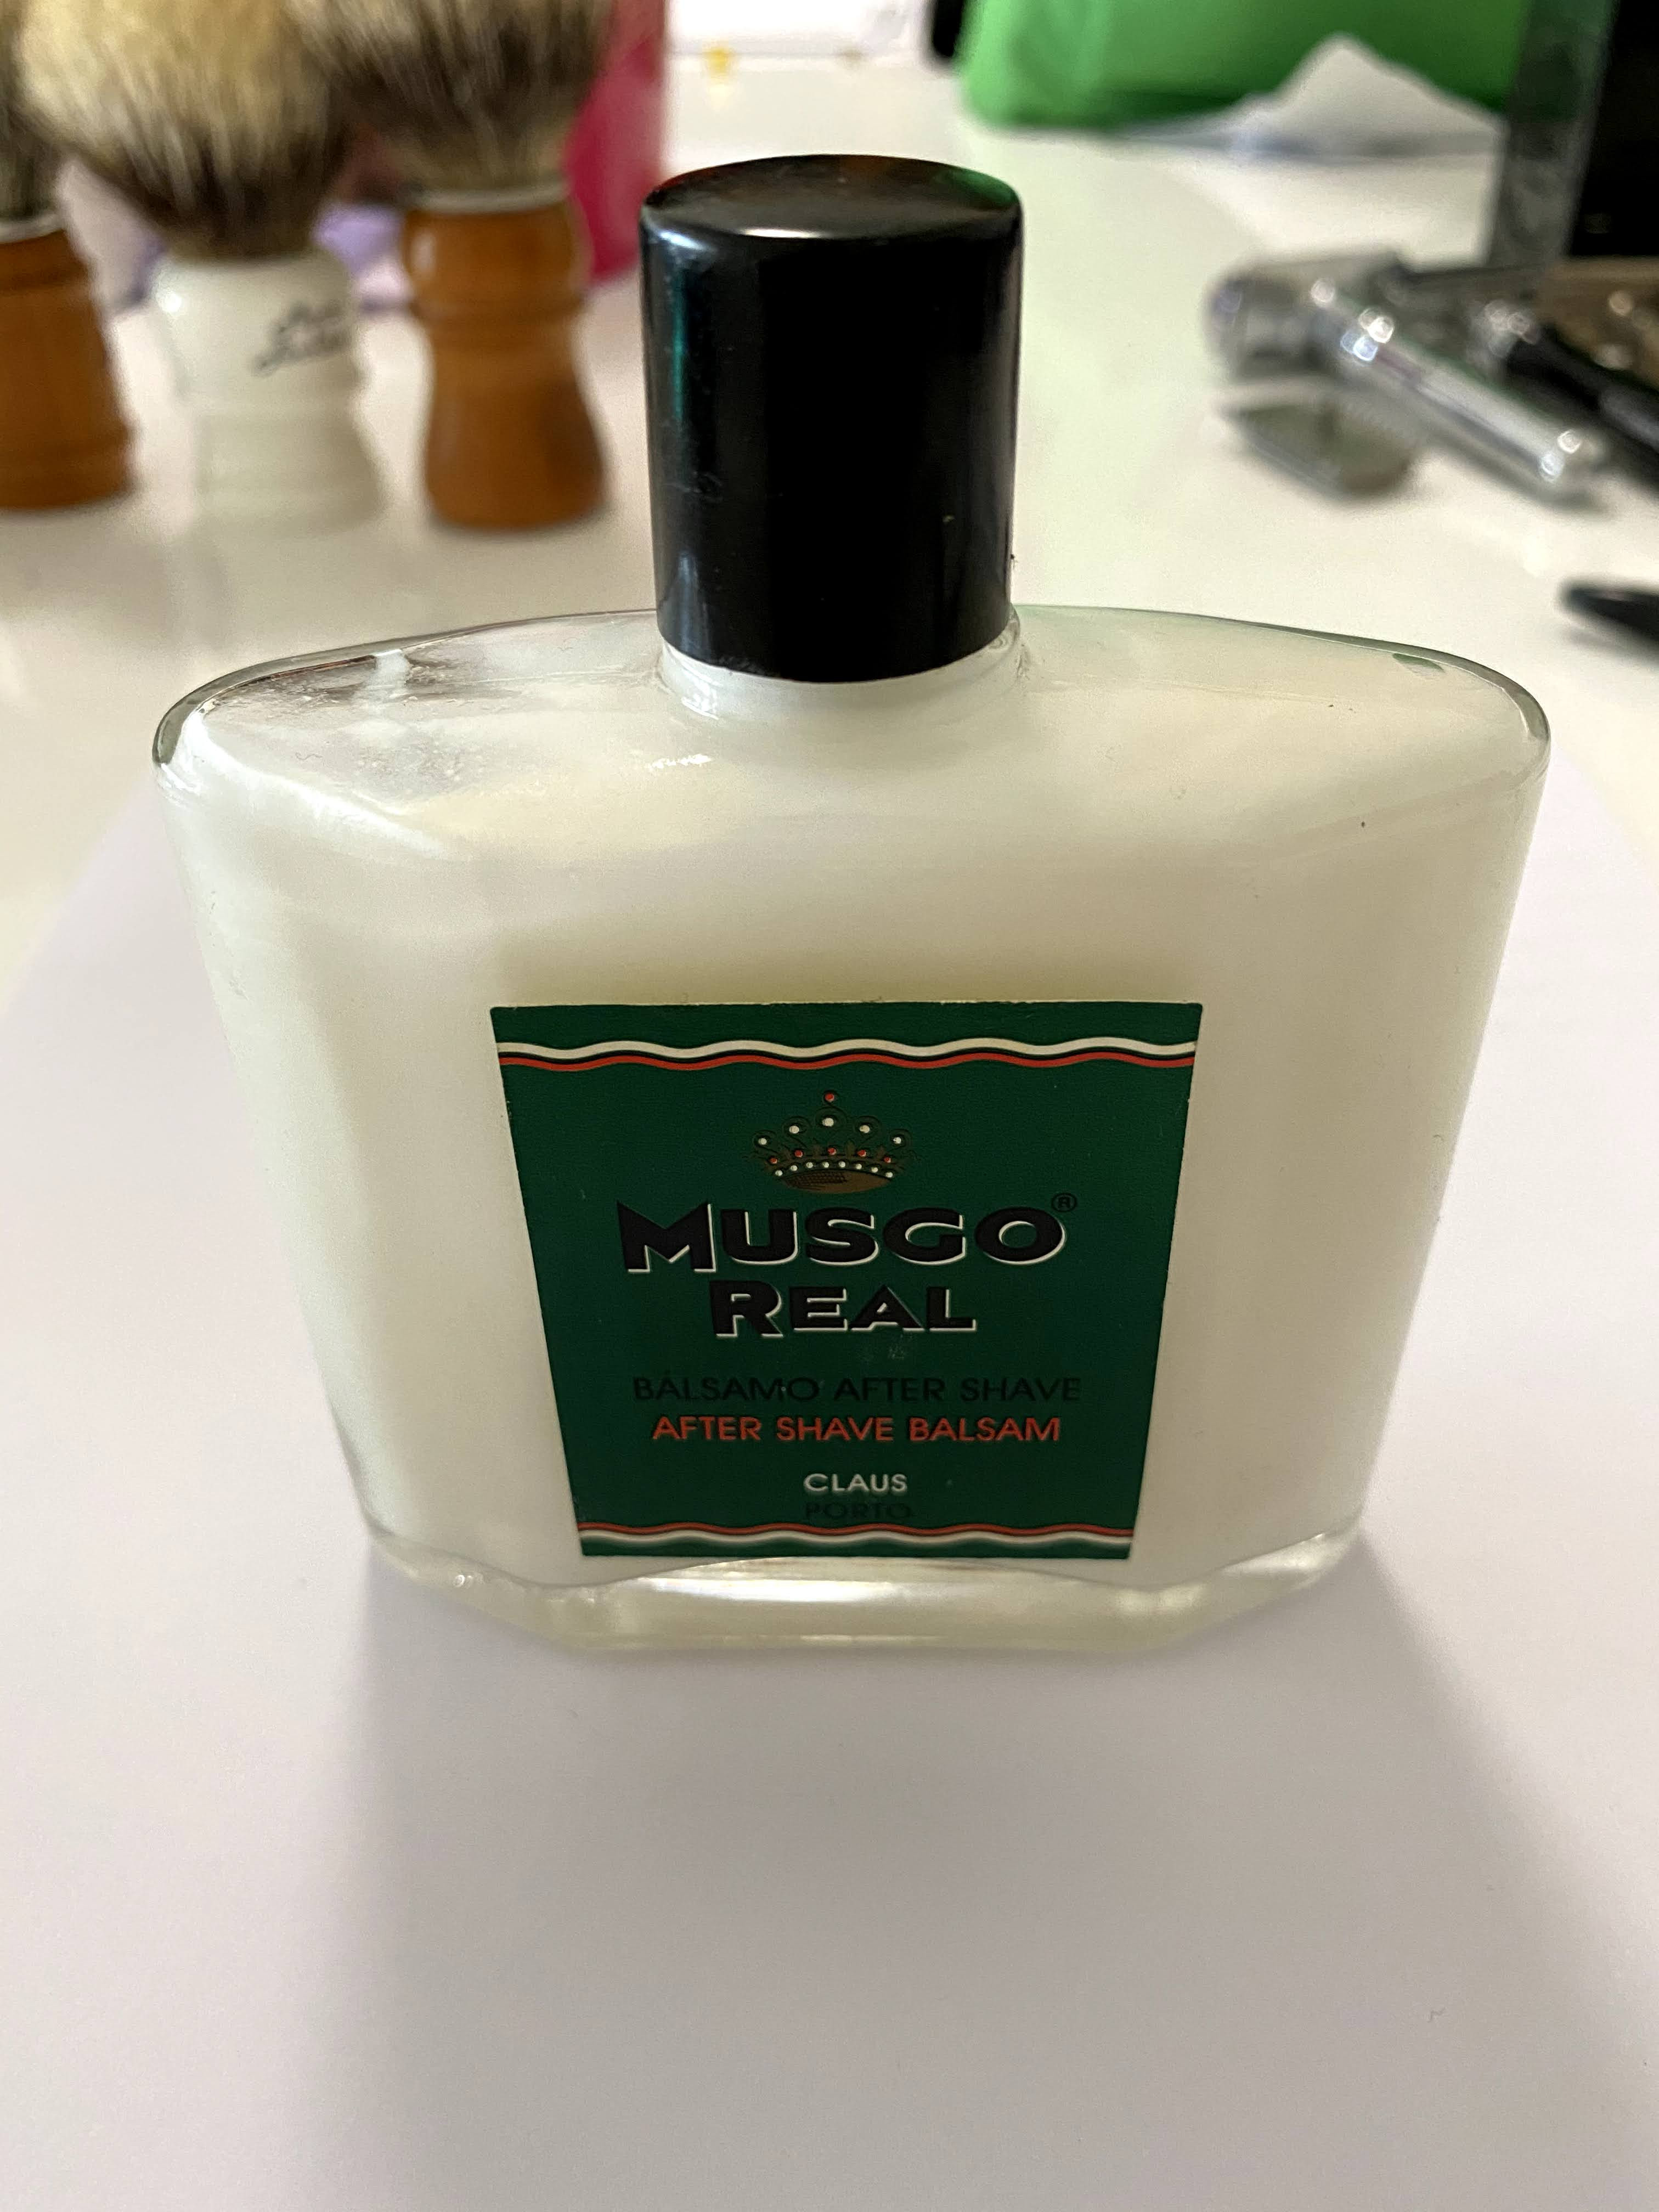 MUSGO®
REAL
BÁLSAMO AFTER SHAVE
AFTER SHAVE BALSAM
CLAUS
PORTO